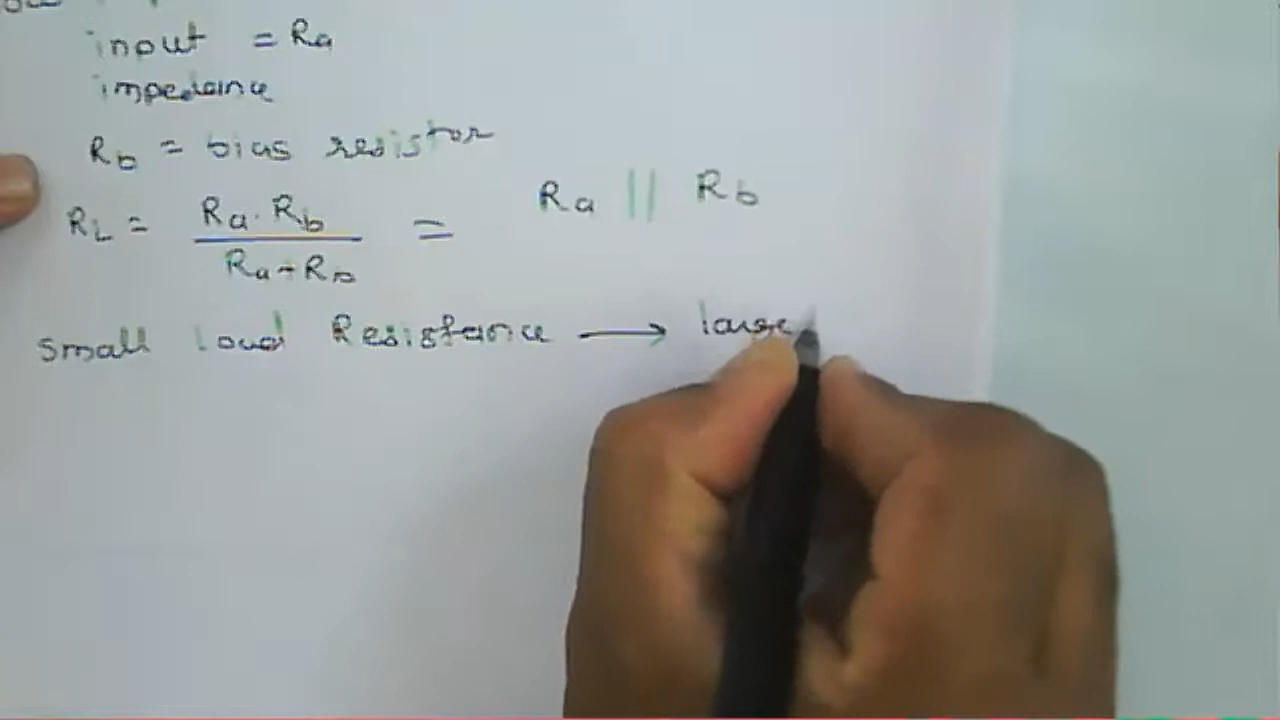 input = Ra
impedance
Rb = bias resistor
RL = Ra . Rb / Ra + Rb = Ra || Rb
small load Resistance → large